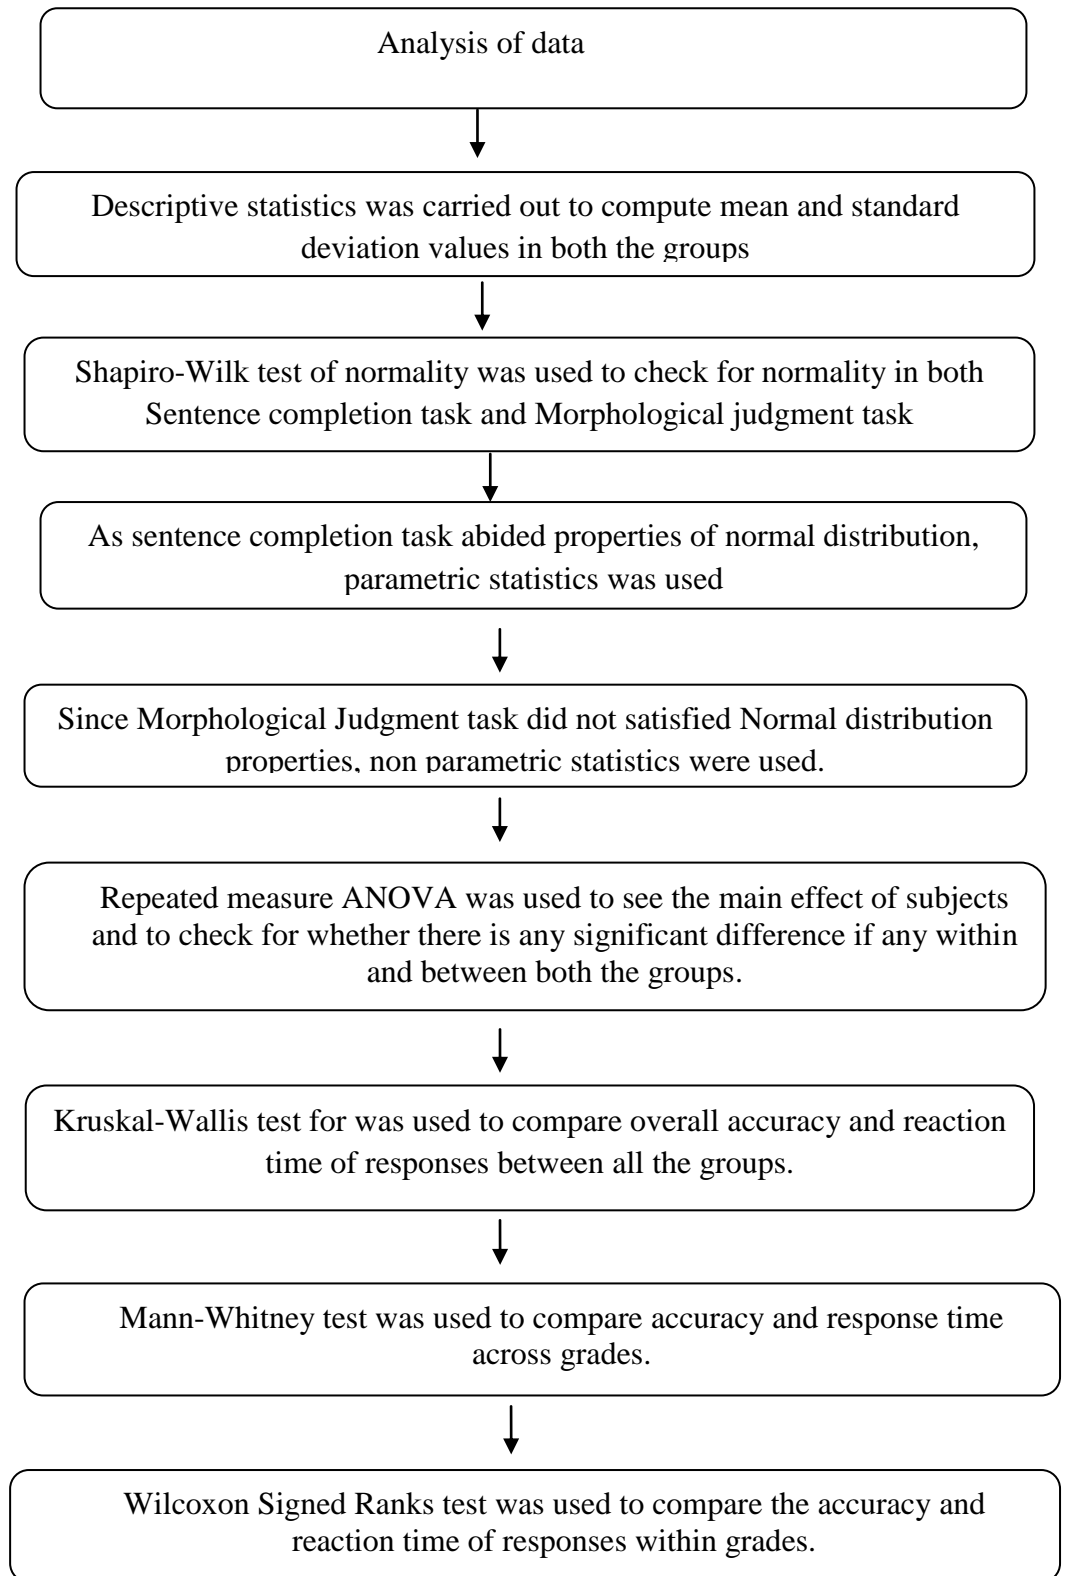 Analysis of data
Descriptive statistics was carried out to compute mean and standard
deviation values in both the groups
Shapiro-Wilk test of normality was used to check for normality in both
Sentence completion task and Morphological judgment task
As sentence completion task abided properties of normal distribution,
parametric statistics was used
Since Morphological Judgment task did not satisfied Normal distribution
properties, non parametric statistics were used.
Repeated measure ANOVA was used to see the main effect of subjects
and to check for whether there is any significant difference if any within
and between both the groups.
Kruskal-Wallis test for was used to compare overall accuracy and reaction
time of responses between all the groups.
Mann-Whitney test was used to compare accuracy and response time
across grades.
Wilcoxon Signed Ranks test was used to compare the accuracy and
reaction time of responses within grades.